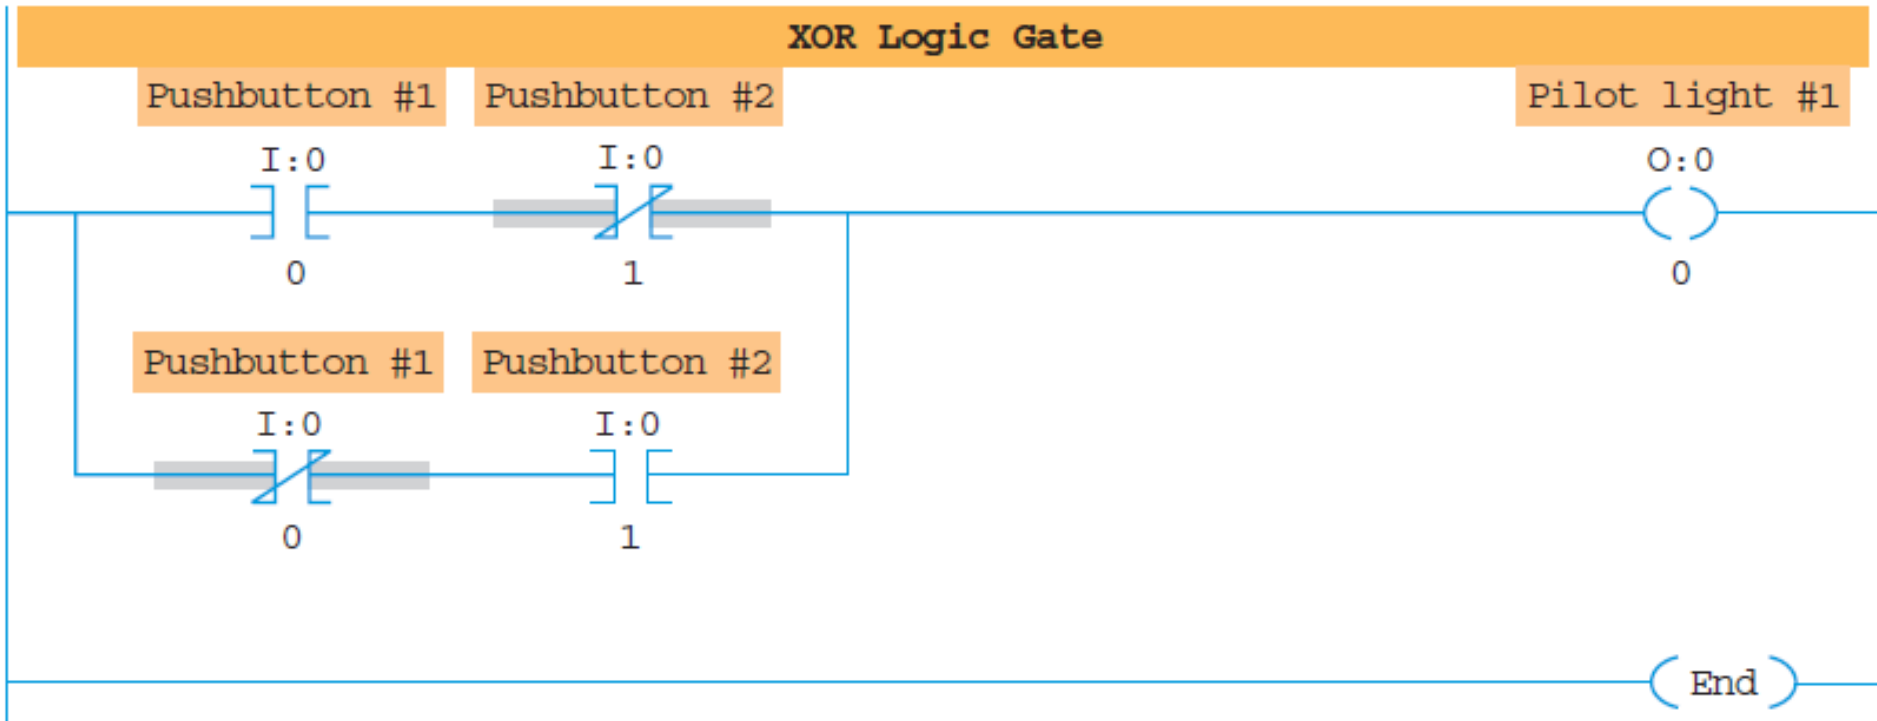 XOR Logic Gate
Pushbutton #1 Pushbutton #2 Pilot light #1
I:0 I:0 O:0
0 1 0
Pushbutton #1 Pushbutton #2
I:0 I:0
0 1
End